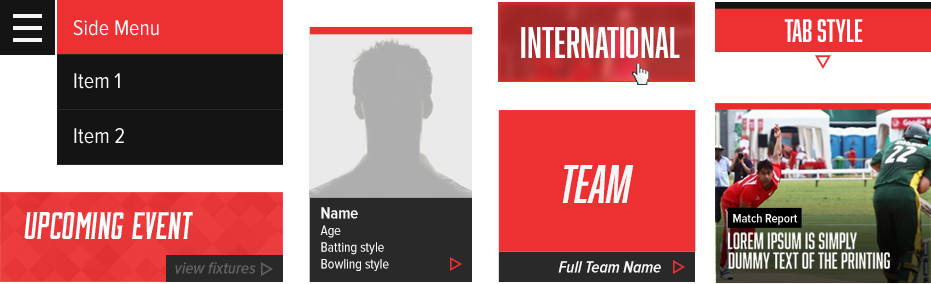 Side Menu
Item 1
Item 2
UPCOMING EVENT
view fixtures
Name
Age
Batting style
Bowling style
INTERNATIONAL
TEAM
Full Team Name
TAB STYLE
22
Match Report
LOREM IPSUM IS SIMPLY
DUMMY TEXT OF THE PRINTING